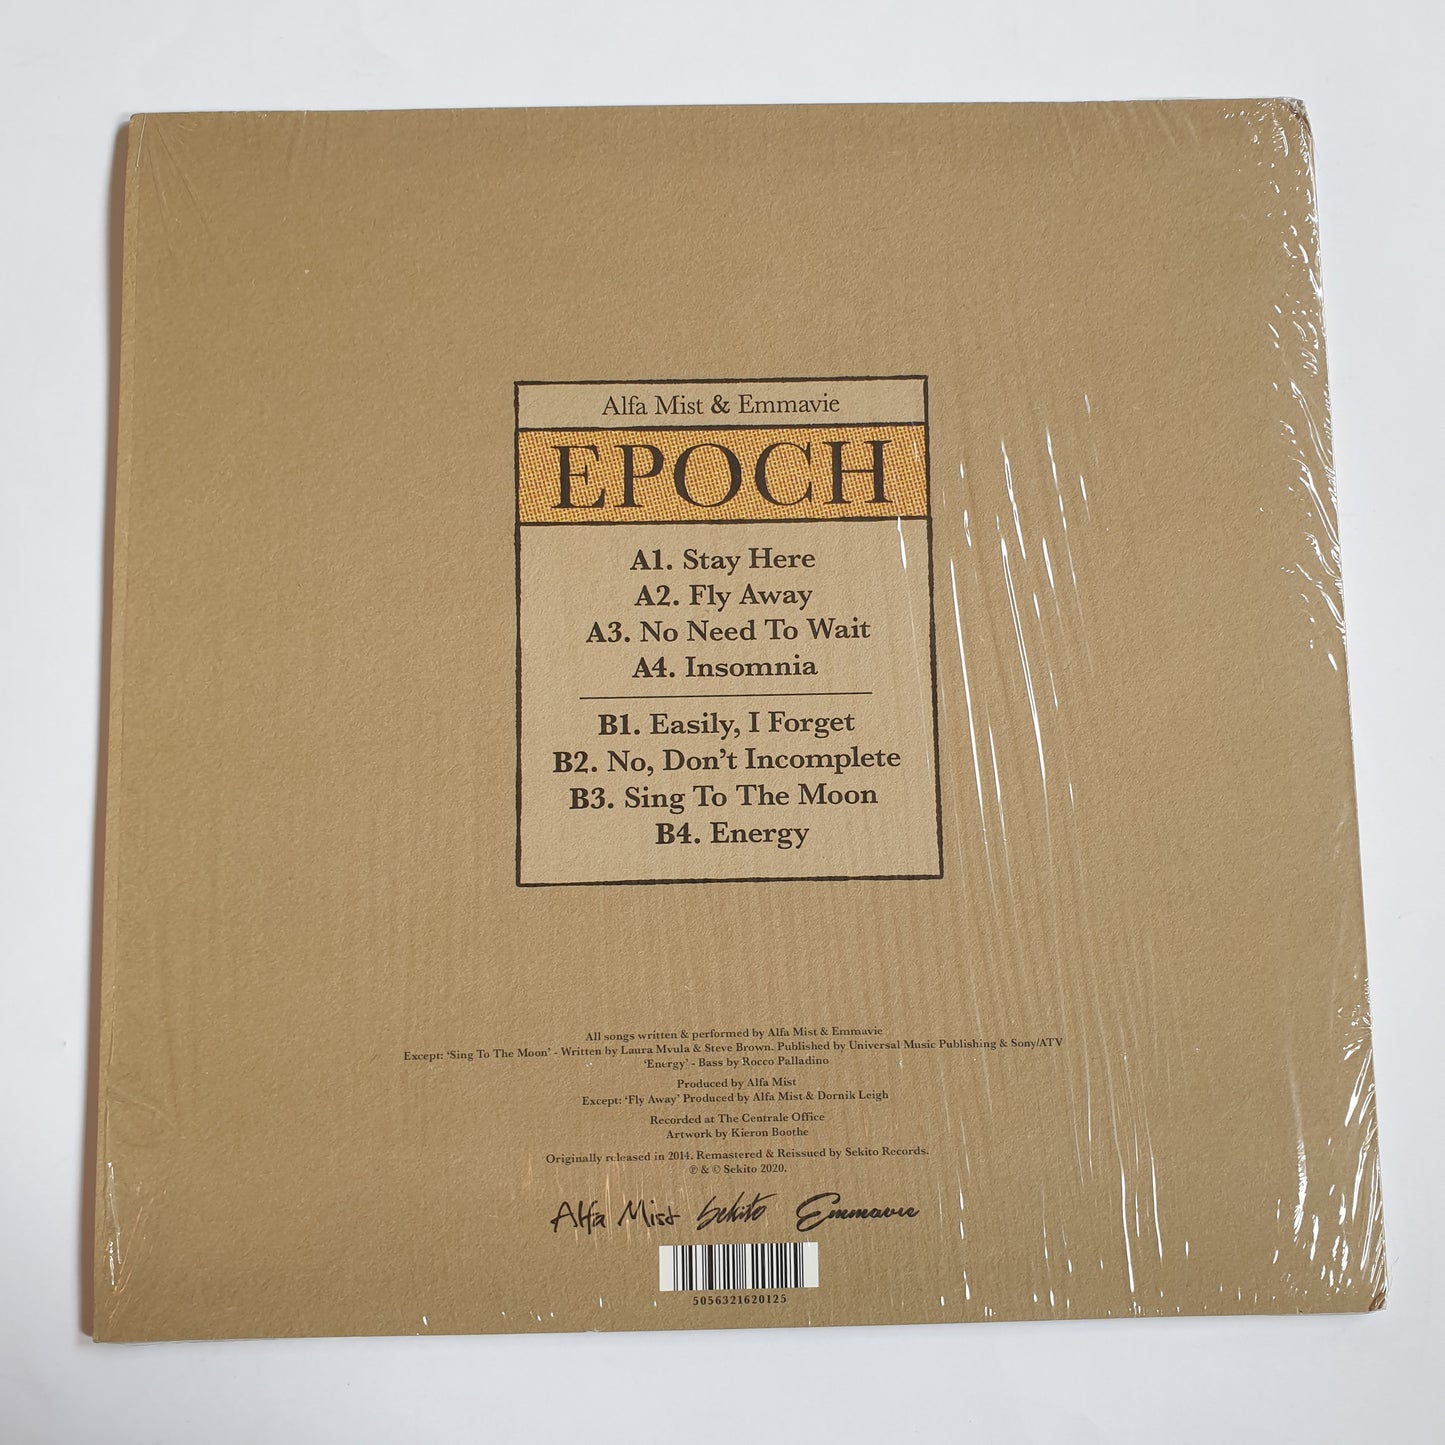 Alfa Mist & Emmavie
EPOCH
A1. Stay Here
A2. Fly Away
A3. No Need To Wait
A4. Insomnia
B1. Easily, I Forget
B2. No, Don't Incomplete
B3. Sing To The Moon
B4. Energy
All songs written & performed by Alfa Mist & Emmavie
Except: 'Sing To The Moon' - Written by Laura Mvula & Steve Brown. Published by Universal Music Publishing & Sony/ATV
'Energy' - Bass by Rocco Palladino
Produced by Alfa Mist
Except: 'Fly Away' Produced by Alfa Mist & Dornik Leigh
Recorded at The Centrale Office
Artwork by Kieron Boothe
Originally released in 2014. Remastered & Reissued by Sekito Records.
℗ & © Sekito 2020.
Alfa Mist Sekito Emmavie
5056321620125